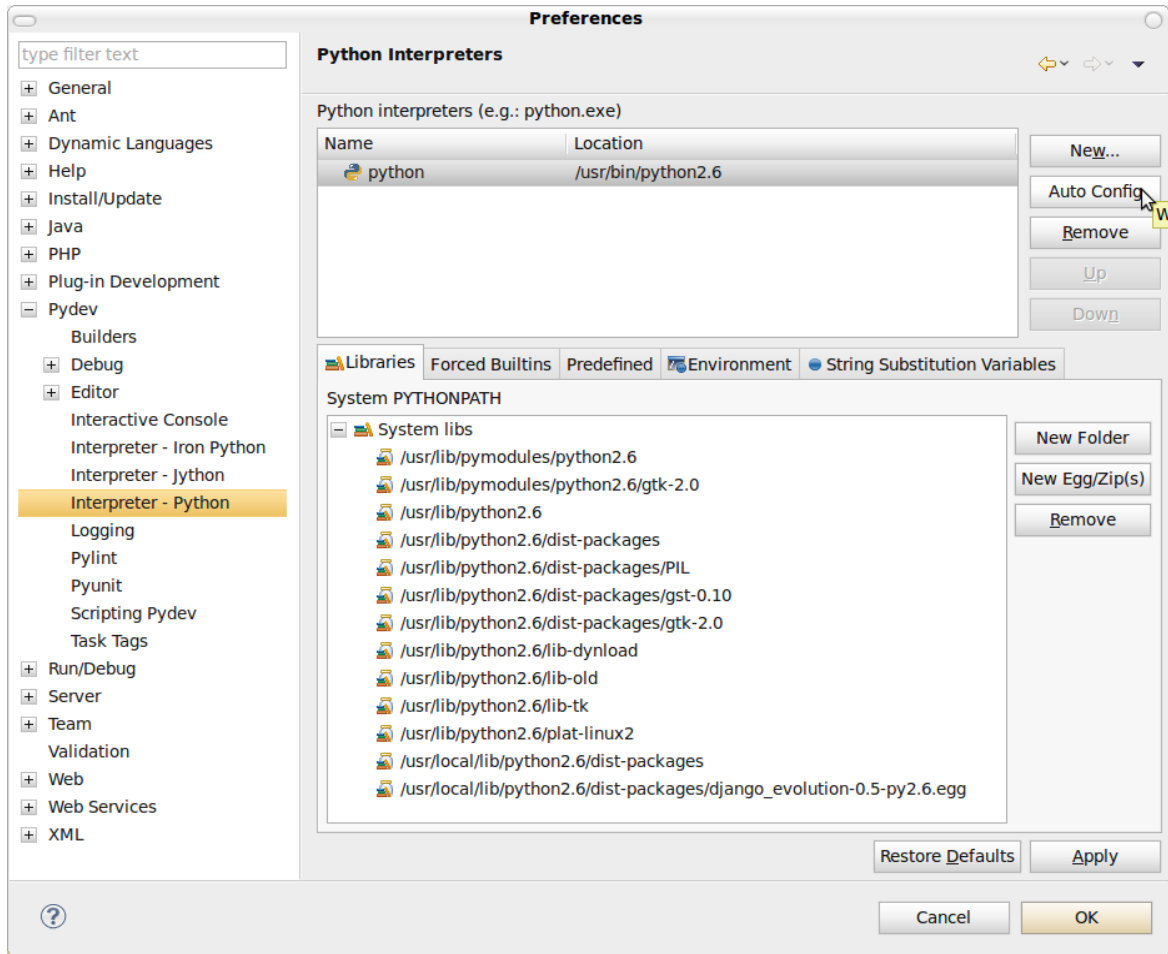 Preferences
type filter text
General
Ant
Dynamic Languages
Help
Install/Update
Java
PHP
Plug-in Development
Pydev
Builders
Debug
Editor
Interactive Console
Interpreter - Iron Python
Interpreter - Jython
Interpreter - Python
Logging
Pylint
Pyunit
Scripting Pydev
Task Tags
Run/Debug
Server
Team
Validation
Web
Web Services
XML
Python Interpreters
Python interpreters (e.g.: python.exe)
Name Location
python /usr/bin/python2.6
New...
Auto Config
W
Remove
Up
Down
Libraries Forced Builtins Predefined Environment String Substitution Variables
System PYTHONPATH
System libs
/usr/lib/pymodules/python2.6
/usr/lib/pymodules/python2.6/gtk-2.0
/usr/lib/python2.6
/usr/lib/python2.6/dist-packages
/usr/lib/python2.6/dist-packages/PIL
/usr/lib/python2.6/dist-packages/gst-0.10
/usr/lib/python2.6/dist-packages/gtk-2.0
/usr/lib/python2.6/lib-dynload
/usr/lib/python2.6/lib-old
/usr/lib/python2.6/lib-tk
/usr/lib/python2.6/plat-linux2
/usr/local/lib/python2.6/dist-packages
/usr/local/lib/python2.6/dist-packages/django_evolution-0.5-py2.6.egg
New Folder
New Egg/Zip(s)
Remove
Restore Defaults Apply
Cancel OK